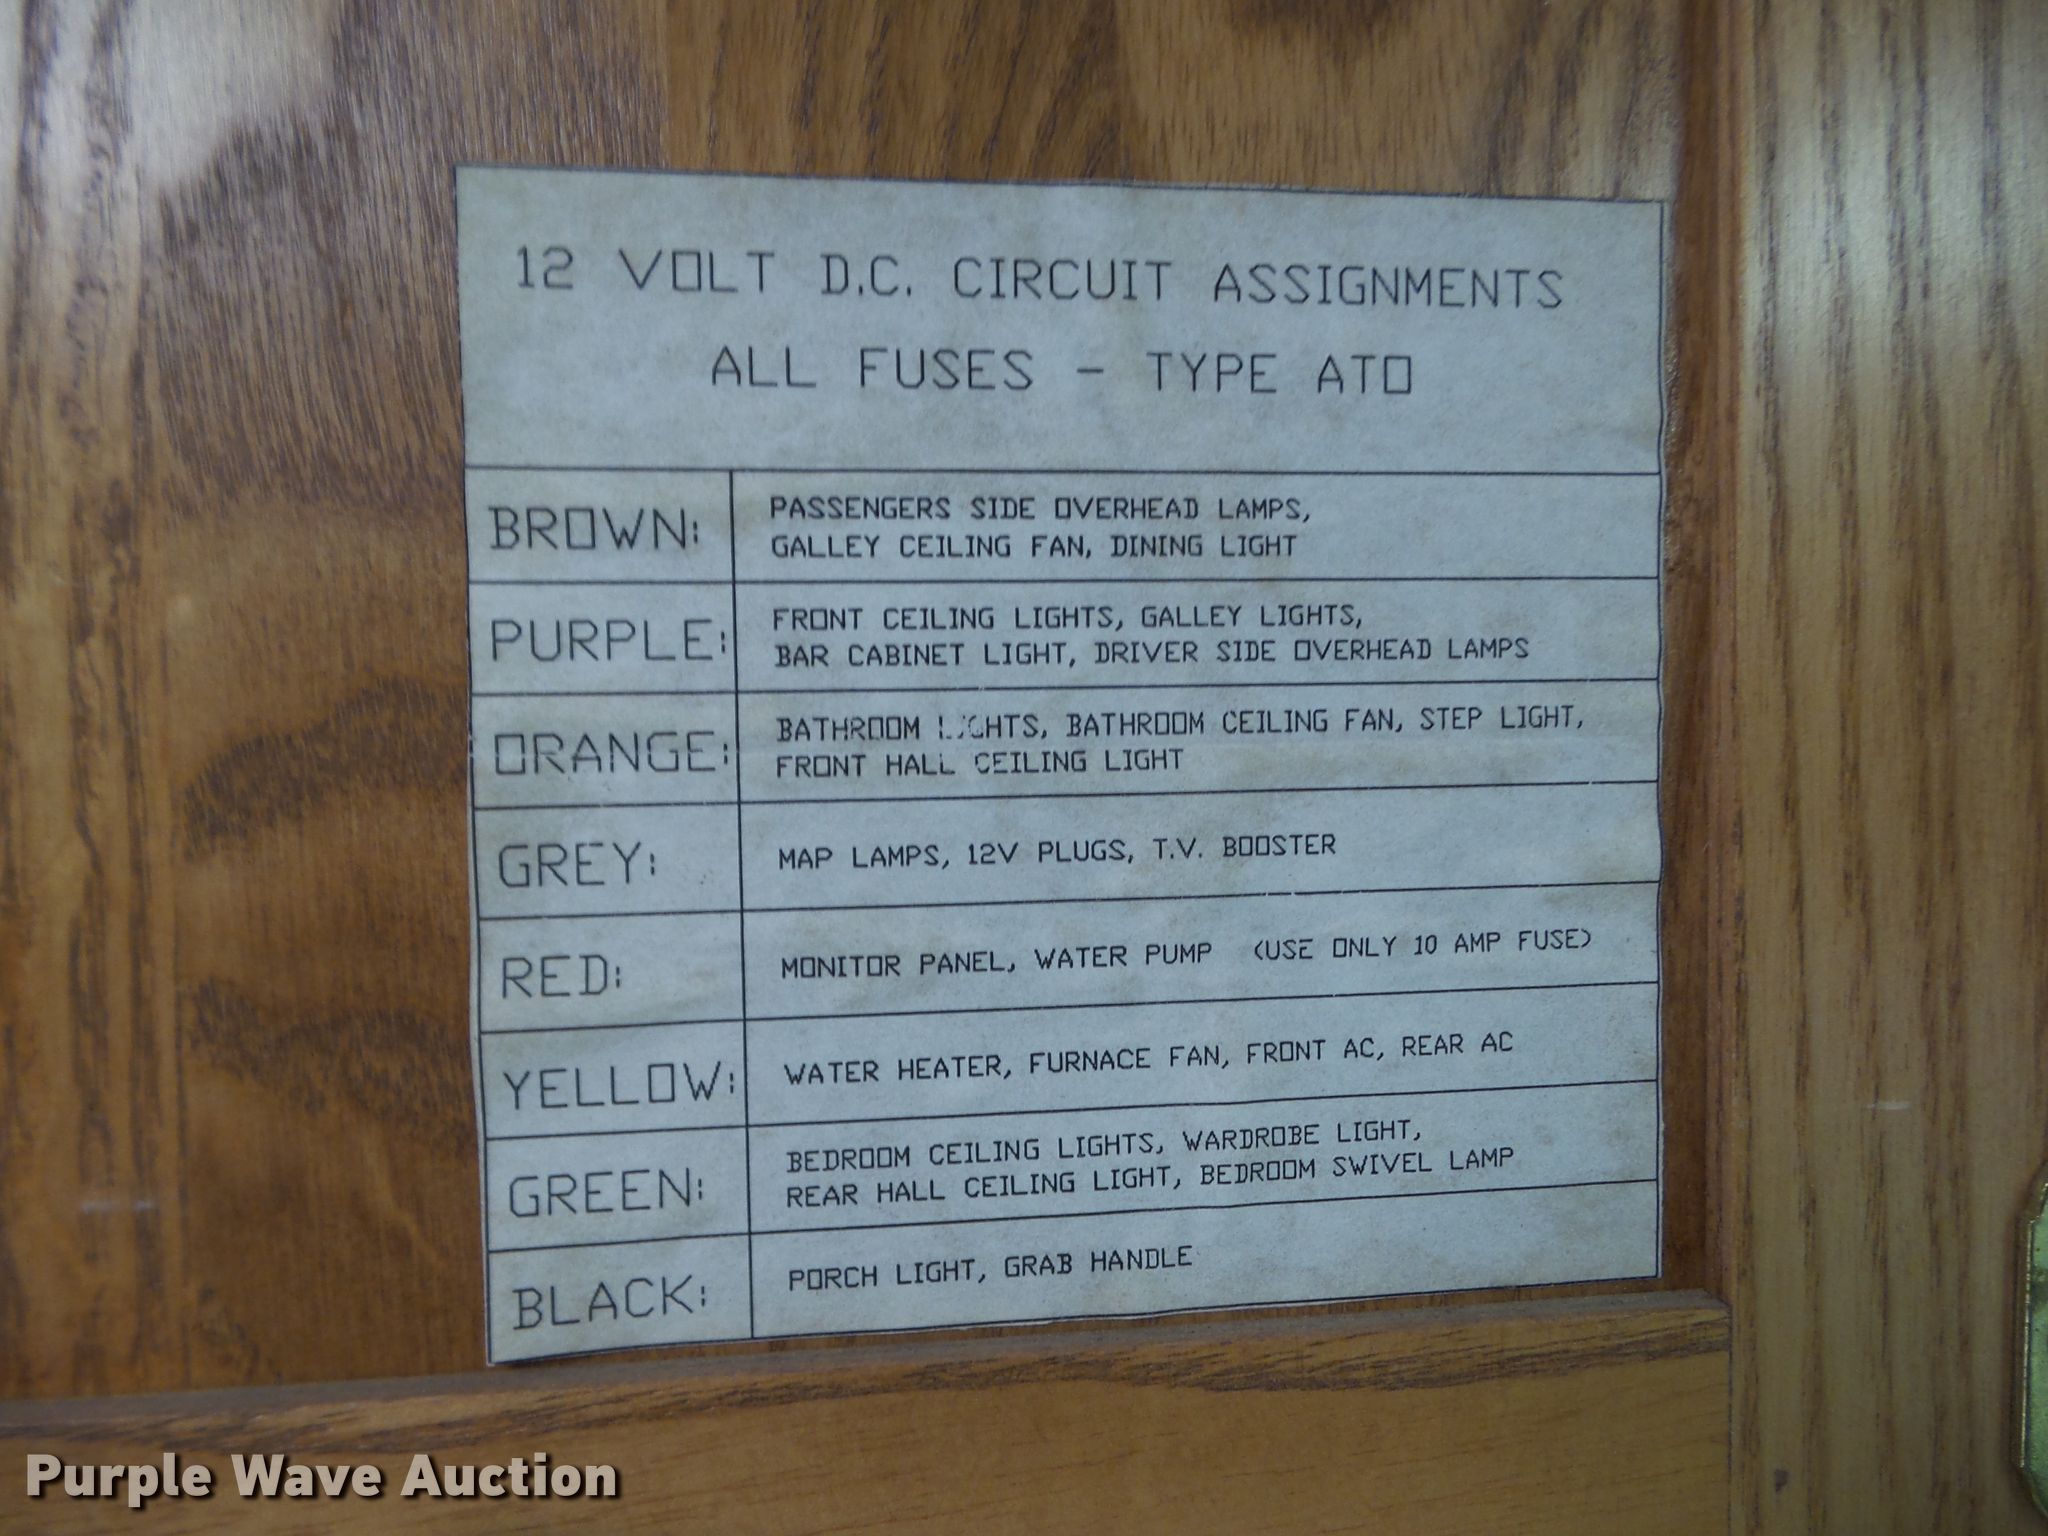 12 VOLT D.C. CIRCUIT ASSIGNMENTS
ALL FUSES - TYPE ATO
BROWN: PASSENGERS SIDE OVERHEAD LAMPS,
GALLEY CEILING FAN, DINING LIGHT
PURPLE: FRONT CEILING LIGHTS, GALLEY LIGHTS,
BAR CABINET LIGHT, DRIVER SIDE OVERHEAD LAMPS
ORANGE: BATHROOM LIGHTS, BATHROOM CEILING FAN, STEP LIGHT,
FRONT HALL CEILING LIGHT
GREY: MAP LAMPS, 12V PLUGS, T.V. BOOSTER
RED: MONITOR PANEL, WATER PUMP (USE ONLY 10 AMP FUSE)
YELLOW: WATER HEATER, FURNACE FAN, FRONT AC, REAR AC
GREEN: BEDROOM CEILING LIGHTS, WARDROBE LIGHT,
REAR HALL CEILING LIGHT, BEDROOM SWIVEL LAMP
BLACK: PORCH LIGHT, GRAB HANDLE
Purple Wave Auction